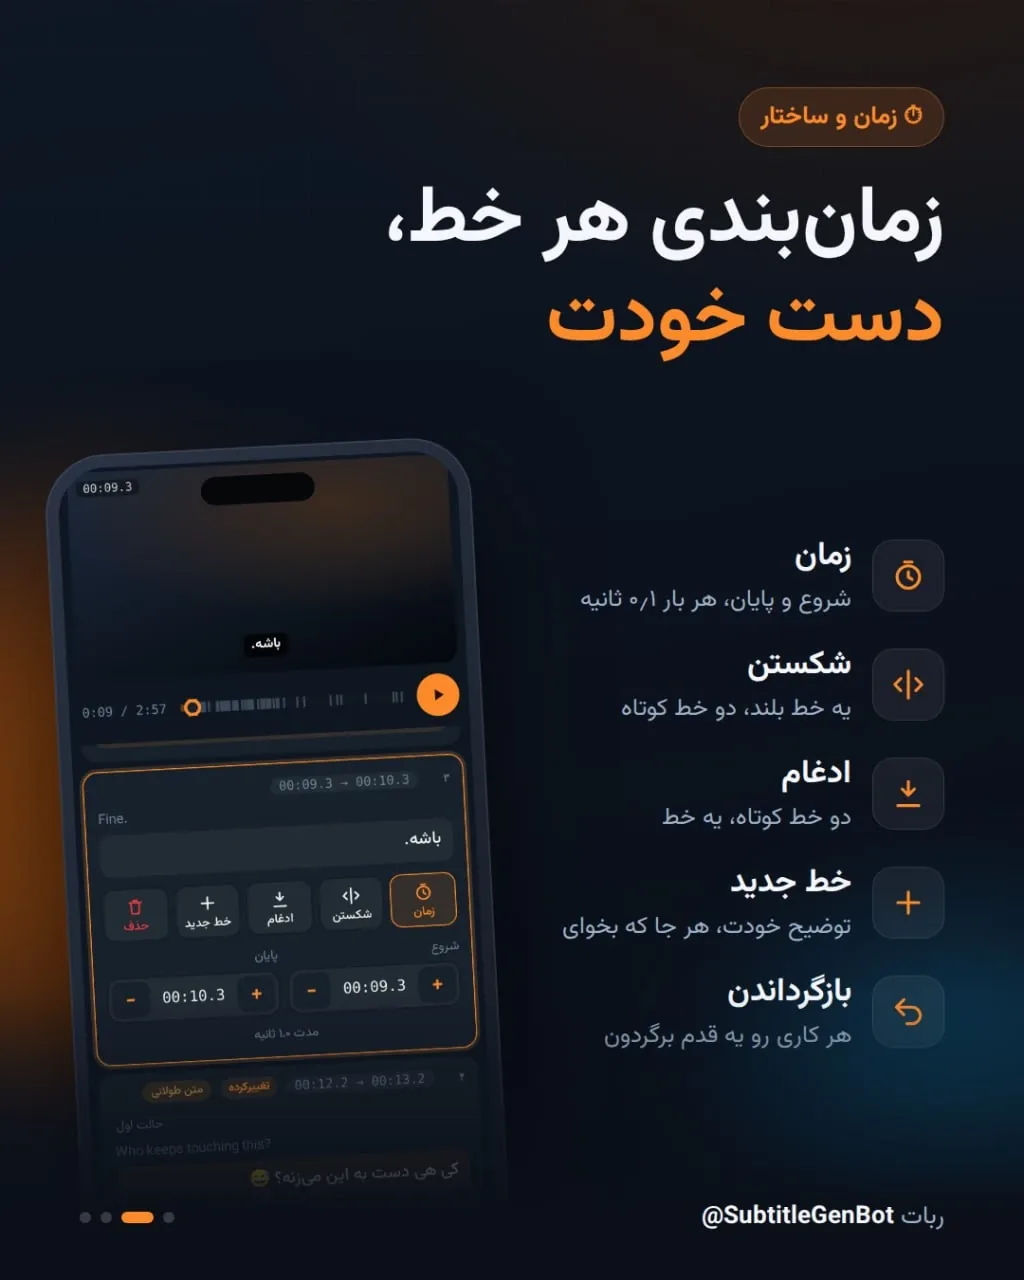 زمان و ساختار
زمان‌بندی هر خط،
دست خودت
زمان
شروع و پایان، هر بار ۰٫۱ ثانیه
شکستن
یه خط بلند، دو خط کوتاه
ادغام
دو خط کوتاه، یه خط
خط جدید
توضیح خودت، هر جا که بخوای
بازگرداندن
هر کاری رو یه قدم برگردون
00:09.3
باشه.
0:09 / 2:57
۳ 00:09.3 → 00:10.3
Fine.
باشه.
زمان شکستن ادغام خط جدید حذف
شروع پایان
+ 00:09.3 − + 00:10.3 −
مدت ۱.۰ ثانیه
۴ 00:12.2 → 00:13.2 تغییرکرده متن طولانی
حالت اول
Who keeps touching this?
کی هی دست به این می‌زنه؟ 😅
ربات @SubtitleGenBot